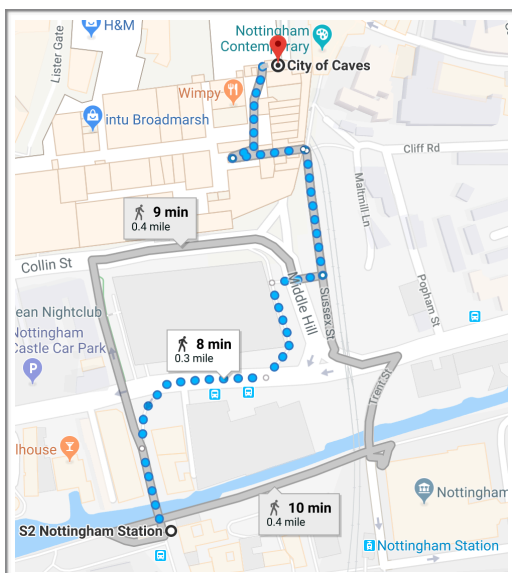 H&M
Lister Gate
Nottingham
Contemporary
City of Caves
Wimpy
intu Broadmarsh
Cliff Rd
Maltmill Ln
9 min
0.4 mile
Collin St
Middle Hill
Sussex St
Popham St
ean Nightclub
Nottingham
Castle Car Park
P
8 min
0.3 mile
Trent St
lhouse
10 min
0.4 mile
Nottingham
S2 Nottingham Station
Nottingham Station